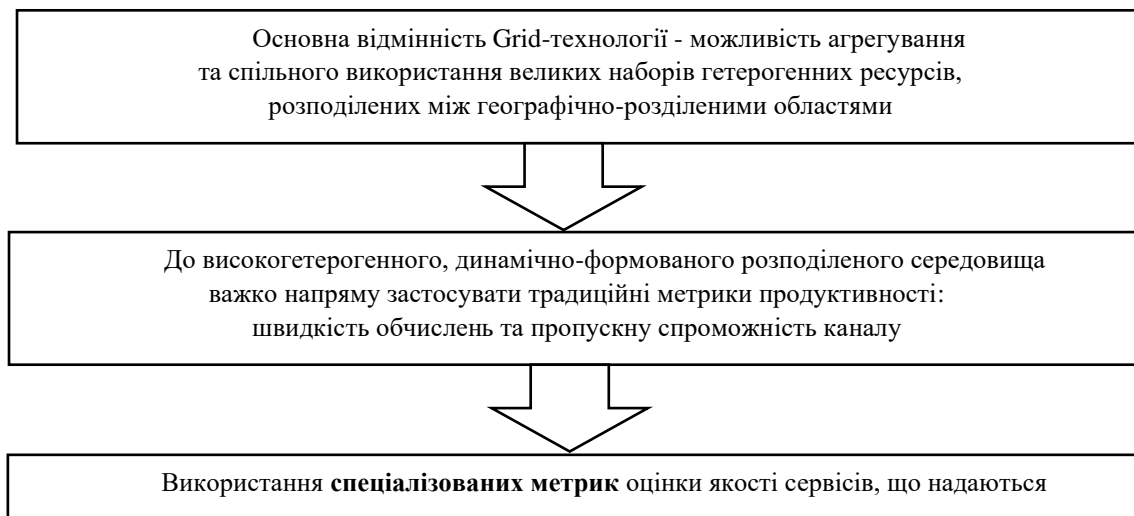 Основна відмінність Grid-технології - можливість агрегування
та спільного використання великих наборів гетерогенних ресурсів,
розподілених між географічно-розділеними областями
До високогетерогенного, динамічно-формованого розподіленого середовища
важко напряму застосувати традиційні метрики продуктивності:
швидкість обчислень та пропускну спроможність каналу
Використання спеціалізованих метрик оцінки якості сервісів, що надаються